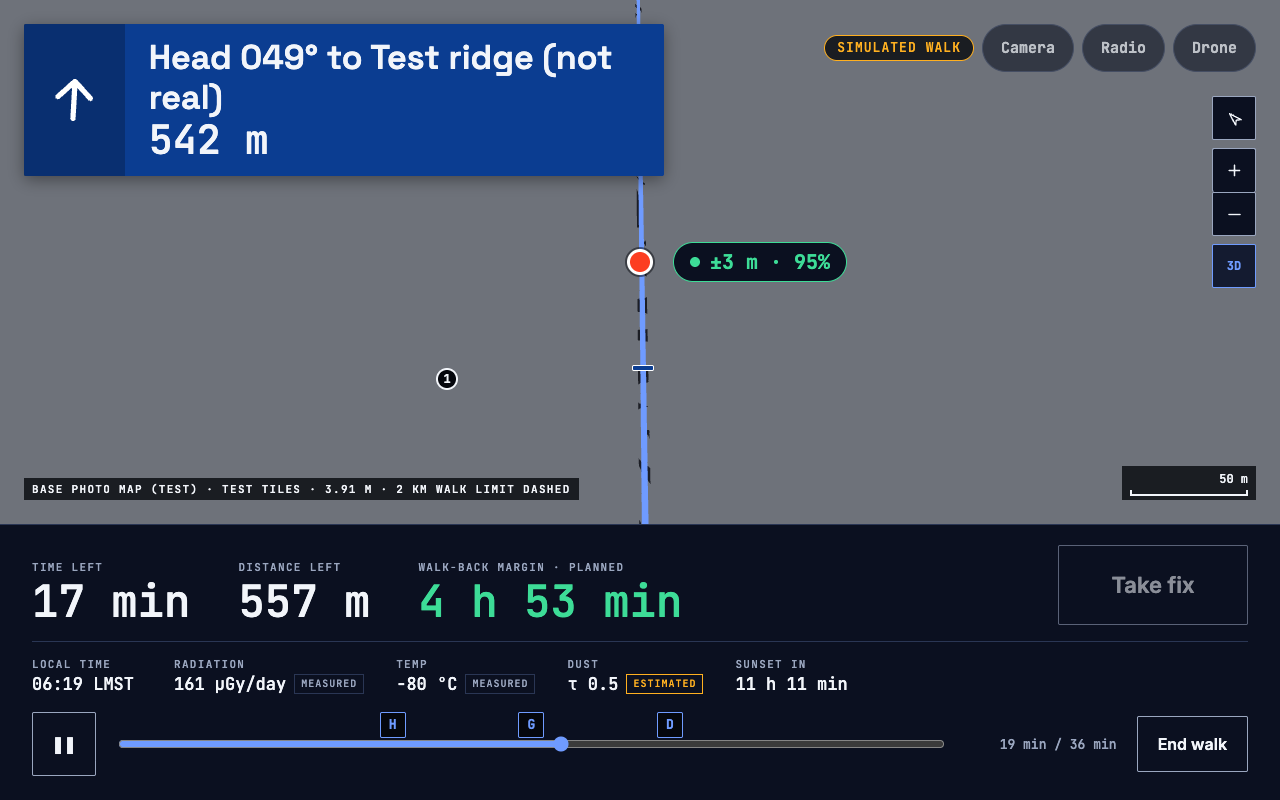 Head 049° to Test ridge (not
real)
542 m
SIMULATED WALK
Camera
Radio
Drone
+
−
3D
±3 m · 95%
1
BASE PHOTO MAP (TEST) · TEST TILES · 3.91 M · 2 KM WALK LIMIT DASHED
50 m
TIME LEFT
17 min
DISTANCE LEFT
557 m
WALK-BACK MARGIN · PLANNED
4 h 53 min
Take fix
LOCAL TIME
06:19 LMST
RADIATION
161 µGy/day MEASURED
TEMP
-80 °C MEASURED
DUST
τ 0.5 ESTIMATED
SUNSET IN
11 h 11 min
H
G
D
19 min / 36 min
End walk